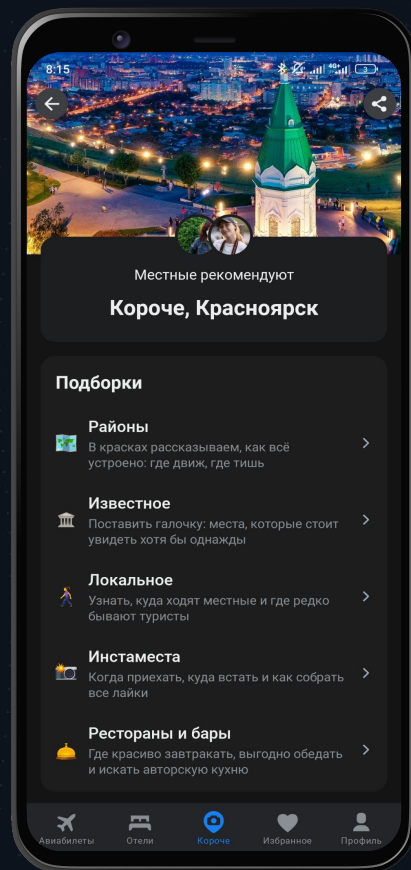 8:15
4G+
3
Местные рекомендуют
Короче, Красноярск
Подборки
Районы
В красках рассказываем, как всё
устроено: где движ, где тишь
Известное
Поставить галочку: места, которые стоит
увидеть хотя бы однажды
Локальное
Узнать, куда ходят местные и где редко
бывают туристы
Инстаместа
Когда приехать, куда встать и как собрать
все лайки
Рестораны и бары
Где красиво завтракать, выгодно обедать
и искать авторскую кухню
Авиабилеты
Отели
Короче
Избранное
Профиль